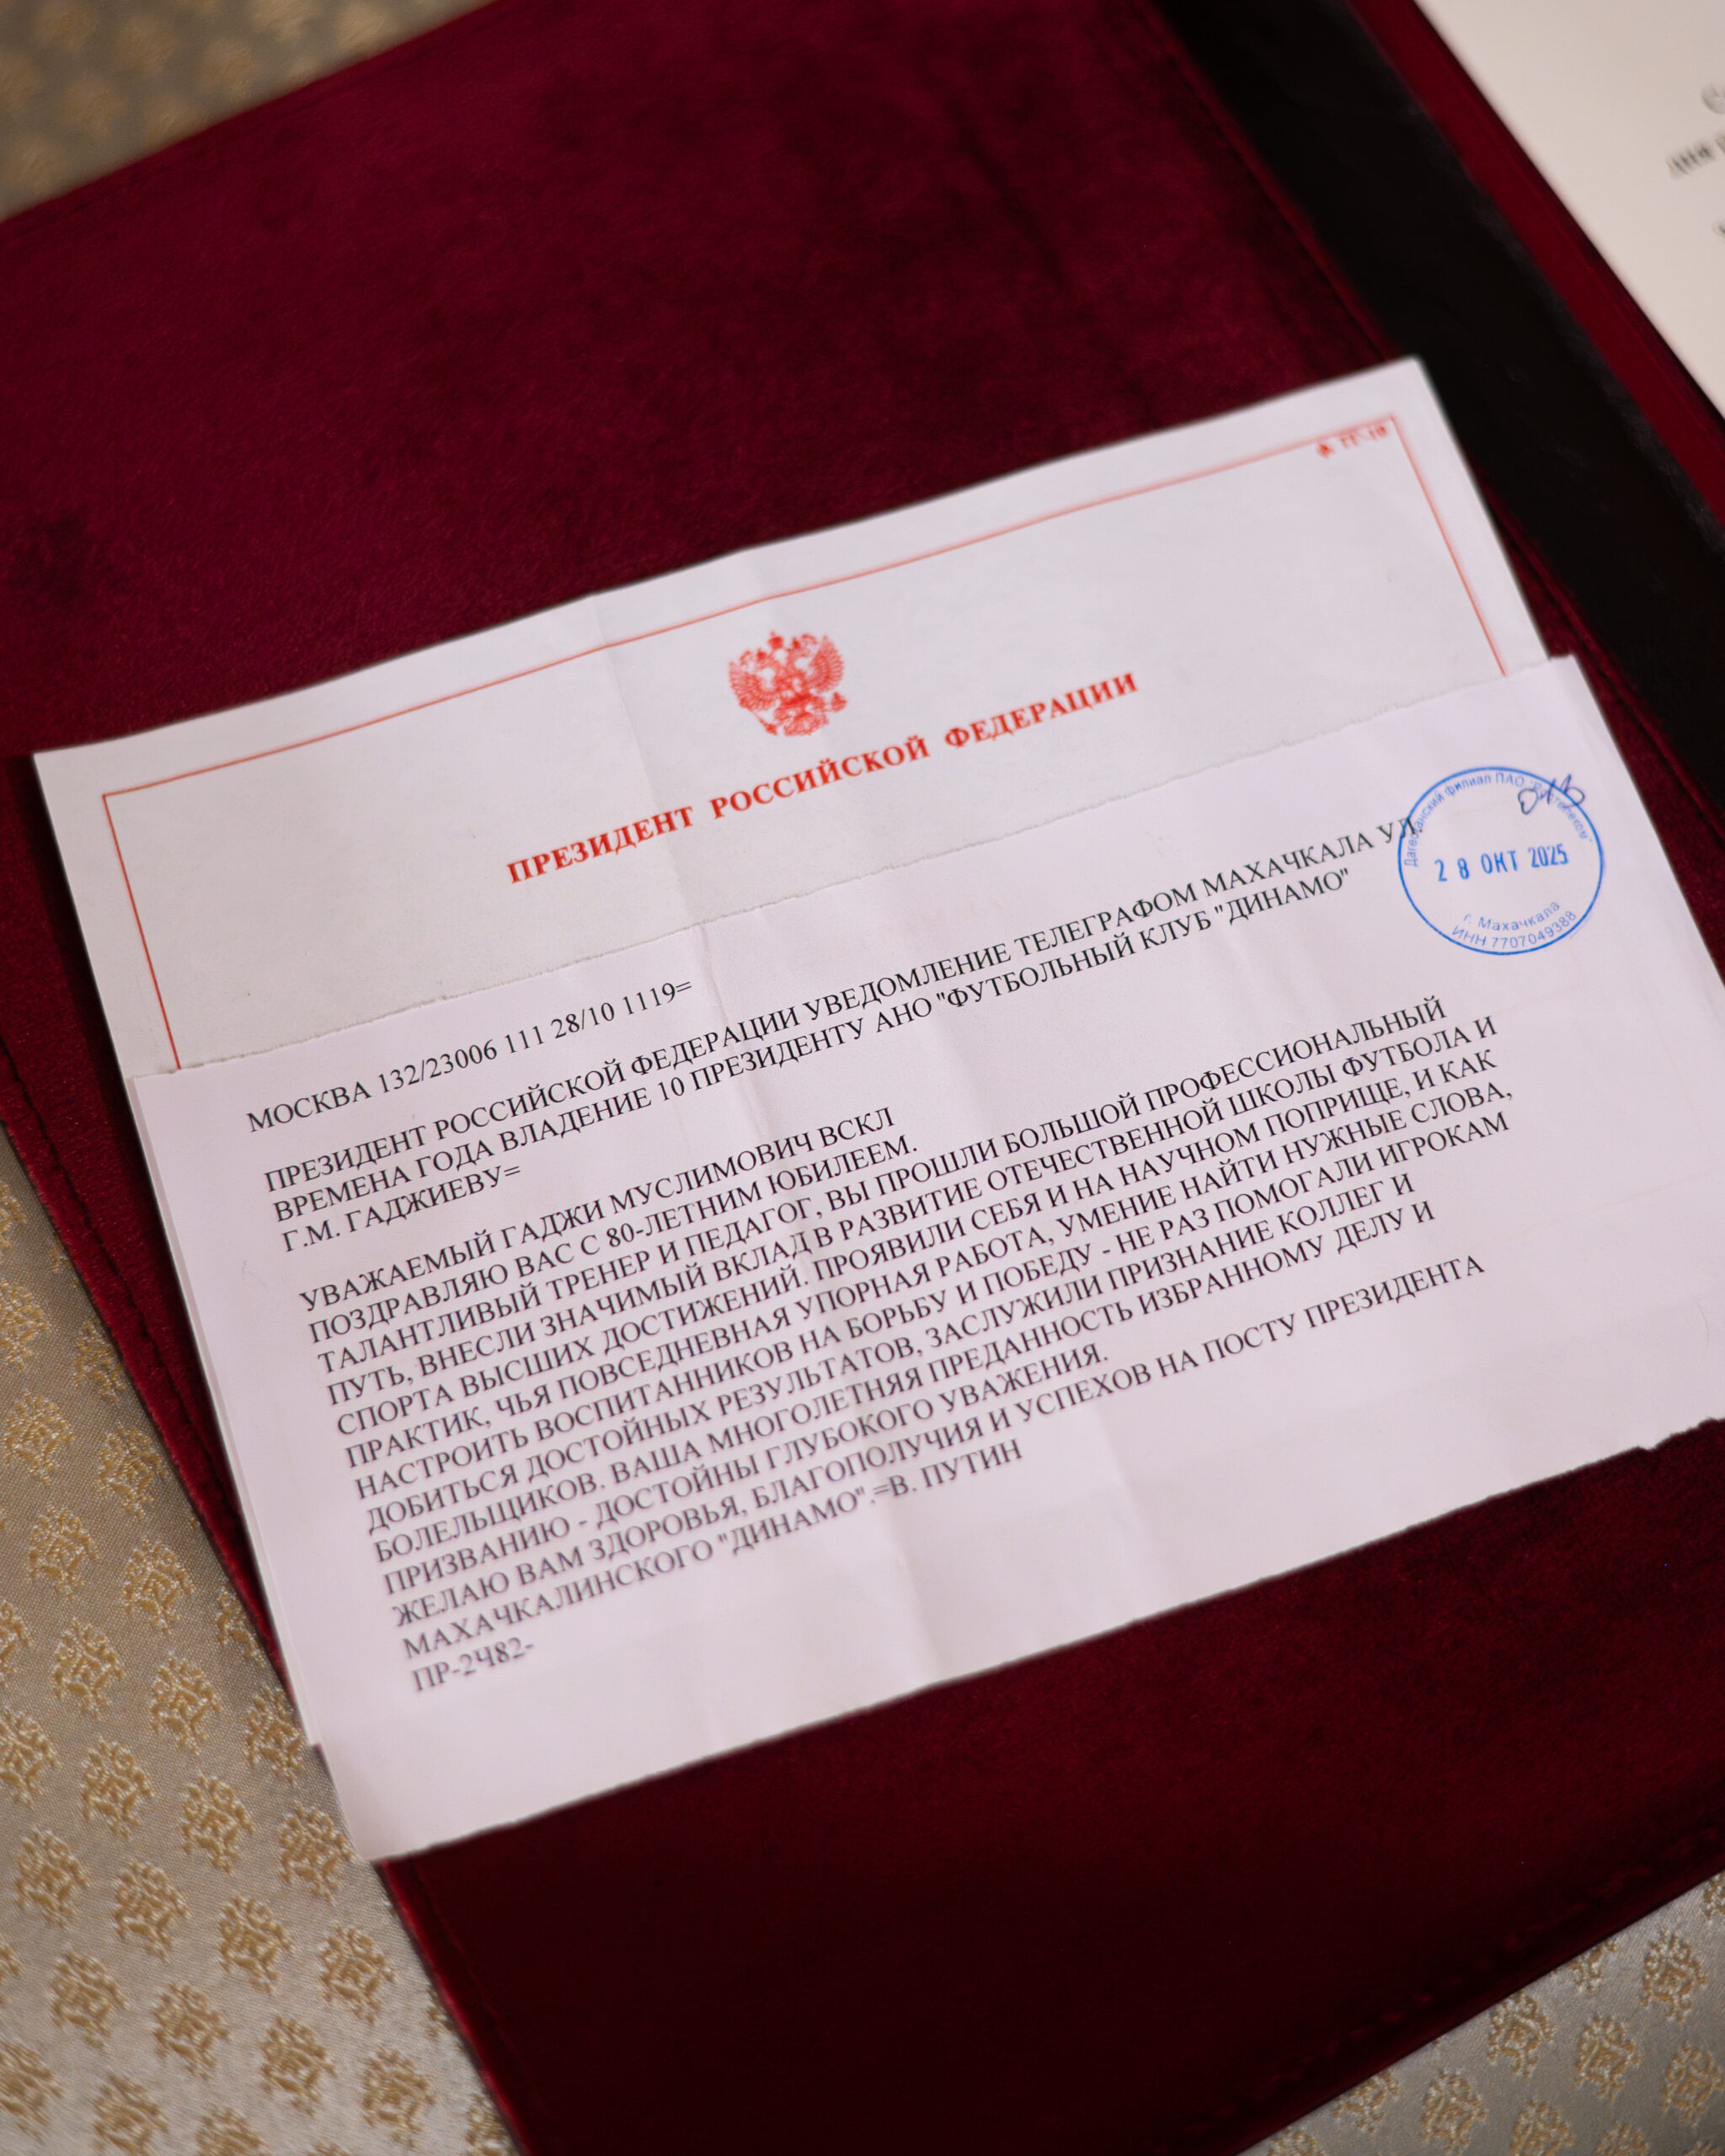 ПРЕЗИДЕНТ РОССИЙСКОЙ ФЕДЕРАЦИИ
Дагестанский филиал ПАО "Ростелеком"
28 ОКТ 2025
г. Махачкала
ИНН 7707049388
МОСКВА 132/23006 111 28/10 1119=
ПРЕЗИДЕНТ РОССИЙСКОЙ ФЕДЕРАЦИИ УВЕДОМЛЕНИЕ ТЕЛЕГРАФОМ МАХАЧКАЛА УЛ
ВРЕМЕНА ГОДА ВЛАДЕНИЕ 10 ПРЕЗИДЕНТУ АНО "ФУТБОЛЬНЫЙ КЛУБ "ДИНАМО"
Г.М. ГАДЖИЕВУ=
УВАЖАЕМЫЙ ГАДЖИ МУСЛИМОВИЧ ВСКЛ
ПОЗДРАВЛЯЮ ВАС С 80-ЛЕТНИМ ЮБИЛЕЕМ.
ТАЛАНТЛИВЫЙ ТРЕНЕР И ПЕДАГОГ, ВЫ ПРОШЛИ БОЛЬШОЙ ПРОФЕССИОНАЛЬНЫЙ
ПУТЬ, ВНЕСЛИ ЗНАЧИМЫЙ ВКЛАД В РАЗВИТИЕ ОТЕЧЕСТВЕННОЙ ШКОЛЫ ФУТБОЛА И
СПОРТА ВЫСШИХ ДОСТИЖЕНИЙ. ПРОЯВИЛИ СЕБЯ И НА НАУЧНОМ ПОПРИЩЕ, И КАК
ПРАКТИК, ЧЬЯ ПОВСЕДНЕВНАЯ УПОРНАЯ РАБОТА, УМЕНИЕ НАЙТИ НУЖНЫЕ СЛОВА,
НАСТРОИТЬ ВОСПИТАННИКОВ НА БОРЬБУ И ПОБЕДУ - НЕ РАЗ ПОМОГАЛИ ИГРОКАМ
ДОБИТЬСЯ ДОСТОЙНЫХ РЕЗУЛЬТАТОВ, ЗАСЛУЖИЛИ ПРИЗНАНИЕ КОЛЛЕГ И
БОЛЕЛЬЩИКОВ. ВАША МНОГОЛЕТНЯЯ ПРЕДАННОСТЬ ИЗБРАННОМУ ДЕЛУ И
ПРИЗВАНИЮ - ДОСТОЙНЫ ГЛУБОКОГО УВАЖЕНИЯ.
ЖЕЛАЮ ВАМ ЗДОРОВЬЯ, БЛАГОПОЛУЧИЯ И УСПЕХОВ НА ПОСТУ ПРЕЗИДЕНТА
МАХАЧКАЛИНСКОГО "ДИНАМО".=В. ПУТИН
ПР-2Ч82-